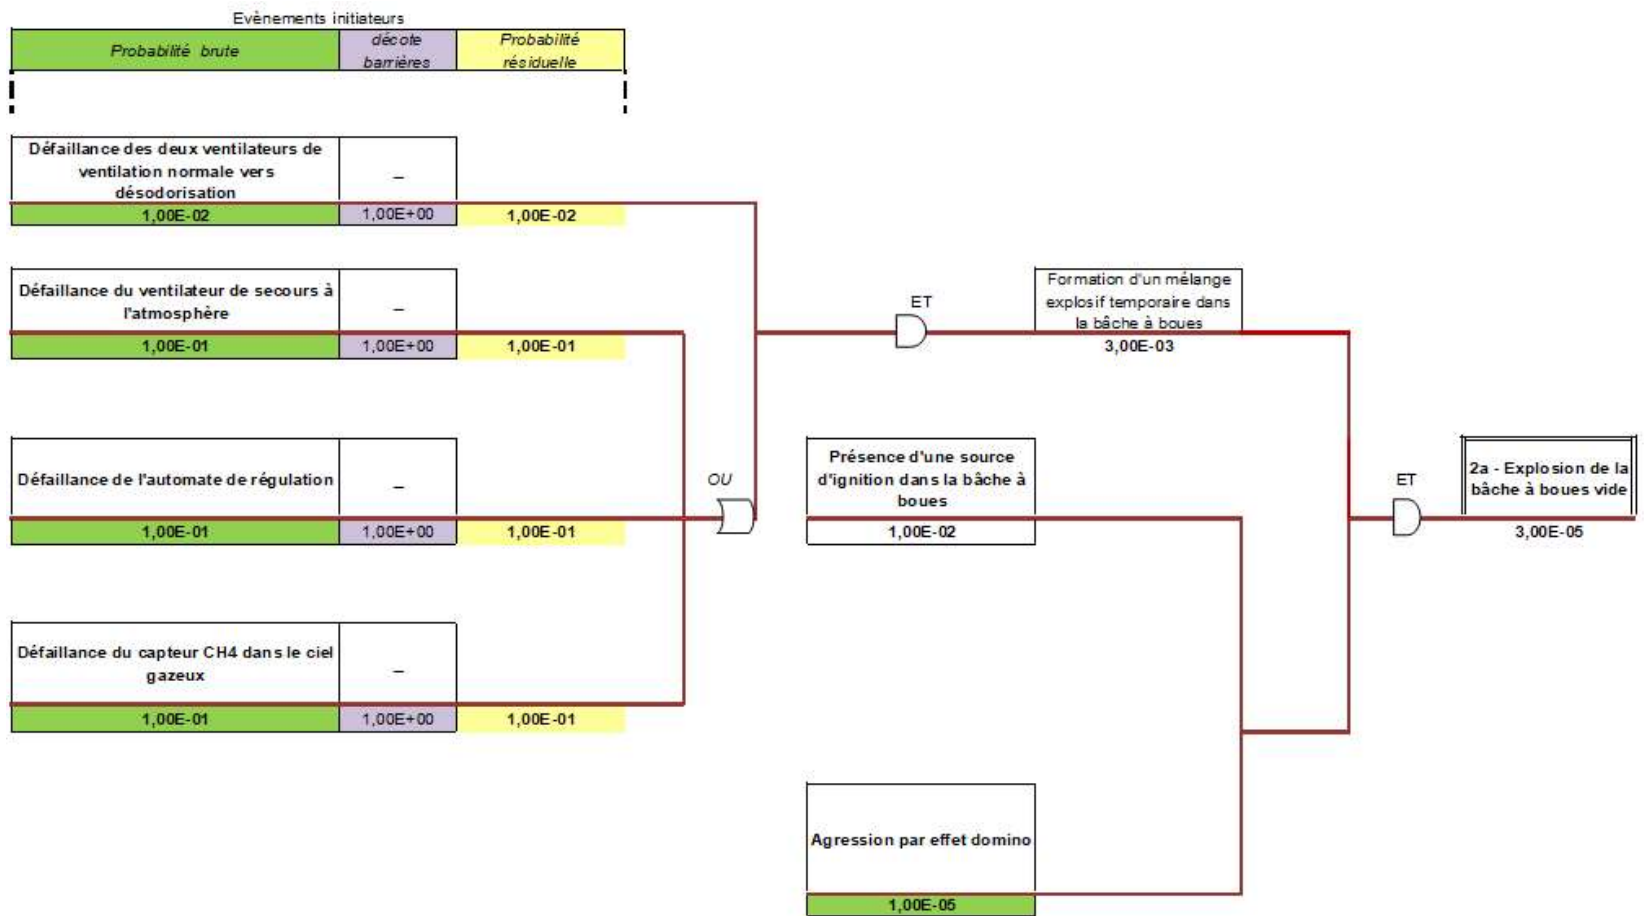 Evènements initiateurs
Probabilité brute
décote
barrières
Probabilité
résiduelle
Défaillance des deux ventilateurs de
ventilation normale vers
désodorisation
–
1,00E-02
1,00E+00
1,00E-02
Défaillance du ventilateur de secours à
l'atmosphère
–
1,00E-01
1,00E+00
1,00E-01
ET
Formation d'un mélange
explosif temporaire dans
la bâche à boues
3,00E-03
Défaillance de l'automate de régulation
–
1,00E-01
1,00E+00
1,00E-01
OU
Présence d'une source
d'ignition dans la bâche à
boues
1,00E-02
ET
2a - Explosion de la
bâche à boues vide
3,00E-05
Défaillance du capteur CH4 dans le ciel
gazeux
–
1,00E-01
1,00E+00
1,00E-01
Agression par effet domino
1,00E-05